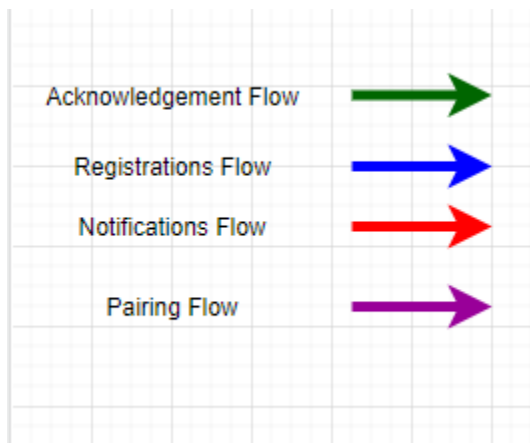 Acknowledgement Flow
Registrations Flow
Notifications Flow
Pairing Flow